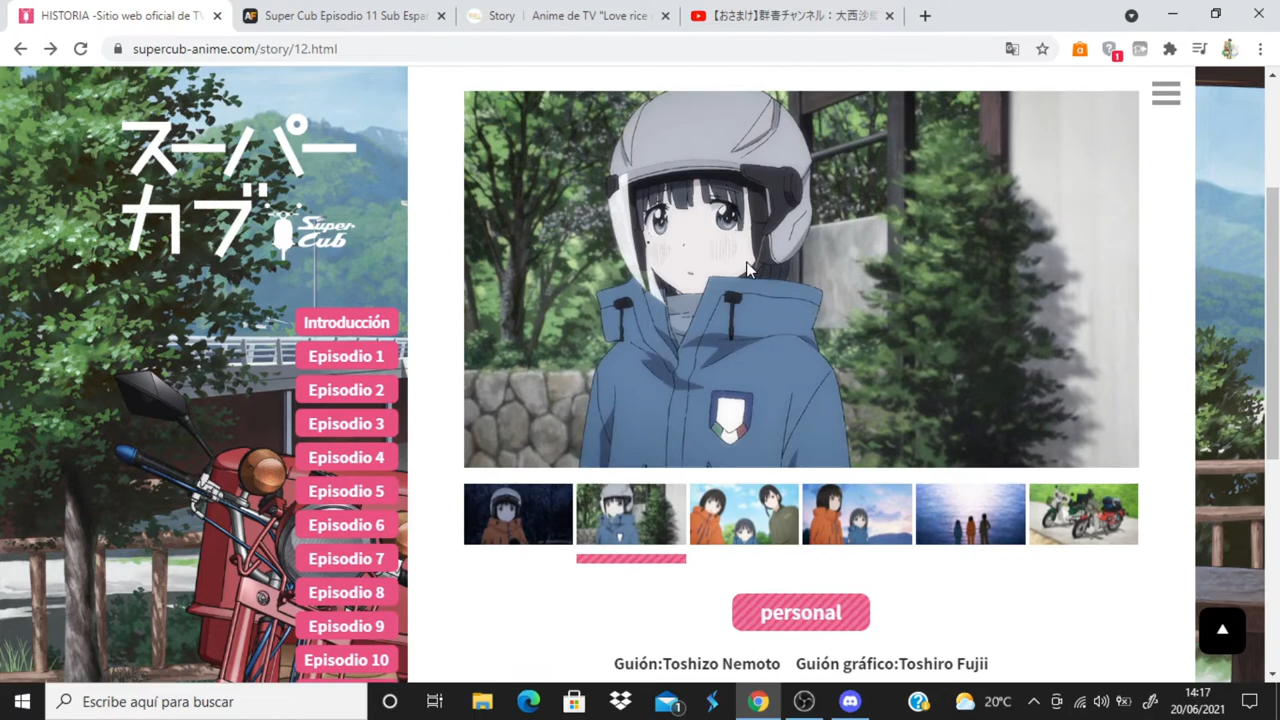 HISTORIA -Sitio web oficial de T
Super Cub Episodio 11 Sub Espa
Story
Anime de TV "Love rice
【おさまけ】群青チャンネル：大西沙
supercub-anime.com/story/12.html
1
スーパー
カブ
Super
Cub
Introducción
Episodio 1
Episodio 2
Episodio 3
Episodio 4
Episodio 5
Episodio 6
Episodio 7
Episodio 8
Episodio 9
Episodio 10
personal
Guión:Toshizo Nemoto Guión gráfico:Toshiro Fujii
Escribe aquí para buscar
1
20°C
14:17
20/06/2021